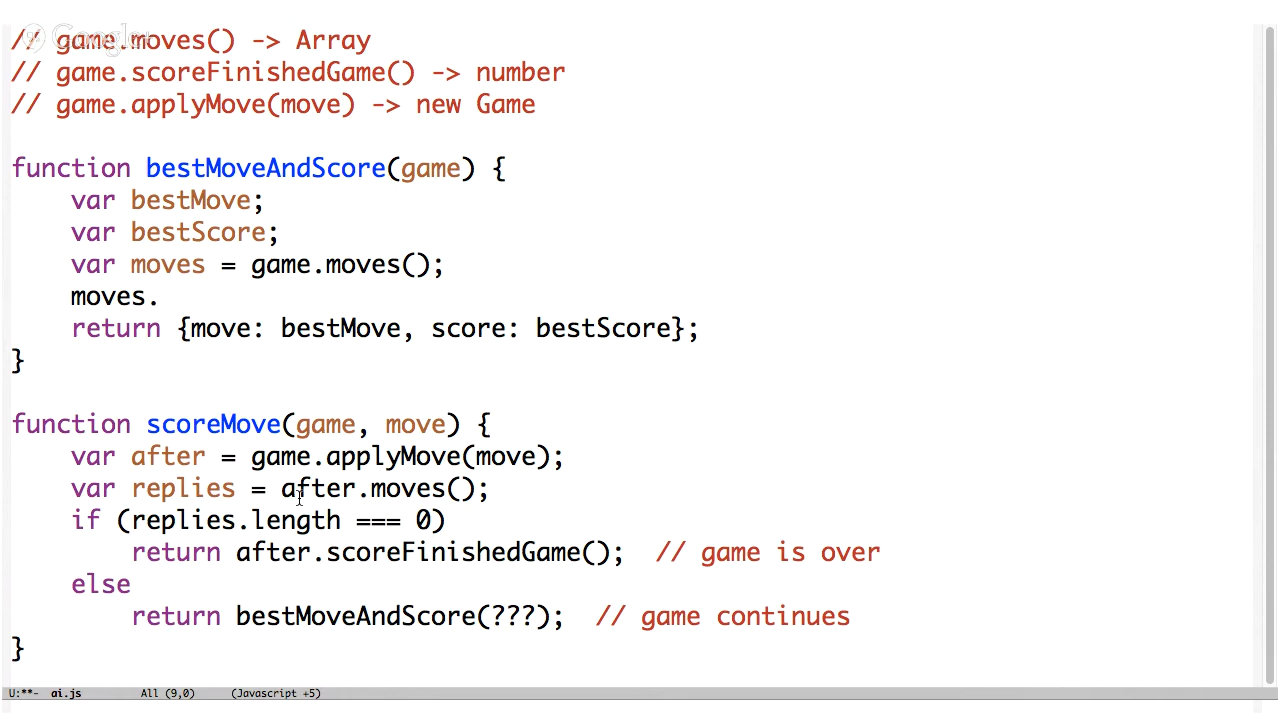 // game.moves() -> Array
// game.scoreFinishedGame() -> number
// game.applyMove(move) -> new Game
function bestMoveAndScore(game) {
var bestMove;
var bestScore;
var moves = game.moves();
moves.
return {move: bestMove, score: bestScore};
}
function scoreMove(game, move) {
var after = game.applyMove(move);
var replies = after.moves();
if (replies.length === 0)
return after.scoreFinishedGame();  // game is over
else
return bestMoveAndScore(???);  // game continues
}
U:**-  ai.js  All (9,0)  (Javascript +5)